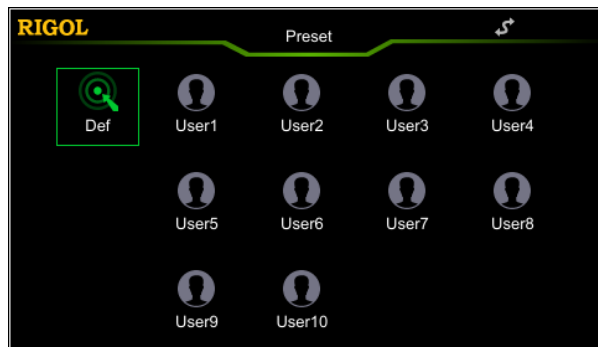 RIGOL
Preset
Def User1 User2 User3 User4
User5 User6 User7 User8
User9 User10